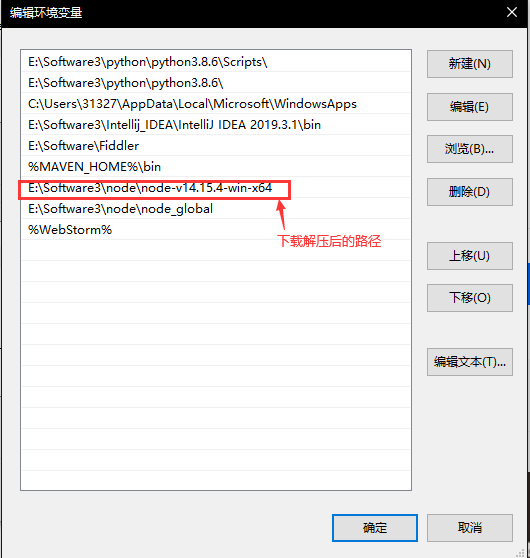 编辑环境变量
E:\Software3\python\python3.8.6\Scripts\
E:\Software3\python\python3.8.6\
C:\Users\31327\AppData\Local\Microsoft\WindowsApps
E:\Software3\Intellij_IDEA\IntelliJ IDEA 2019.3.1\bin
E:\Software\Fiddler
%MAVEN_HOME%\bin
E:\Software3\node\node-v14.15.4-win-x64
E:\Software3\node\node_global
%WebStorm%
下载解压后的路径
新建(N)
编辑(E)
浏览(B)...
删除(D)
上移(U)
下移(O)
编辑文本(T)...
确定
取消